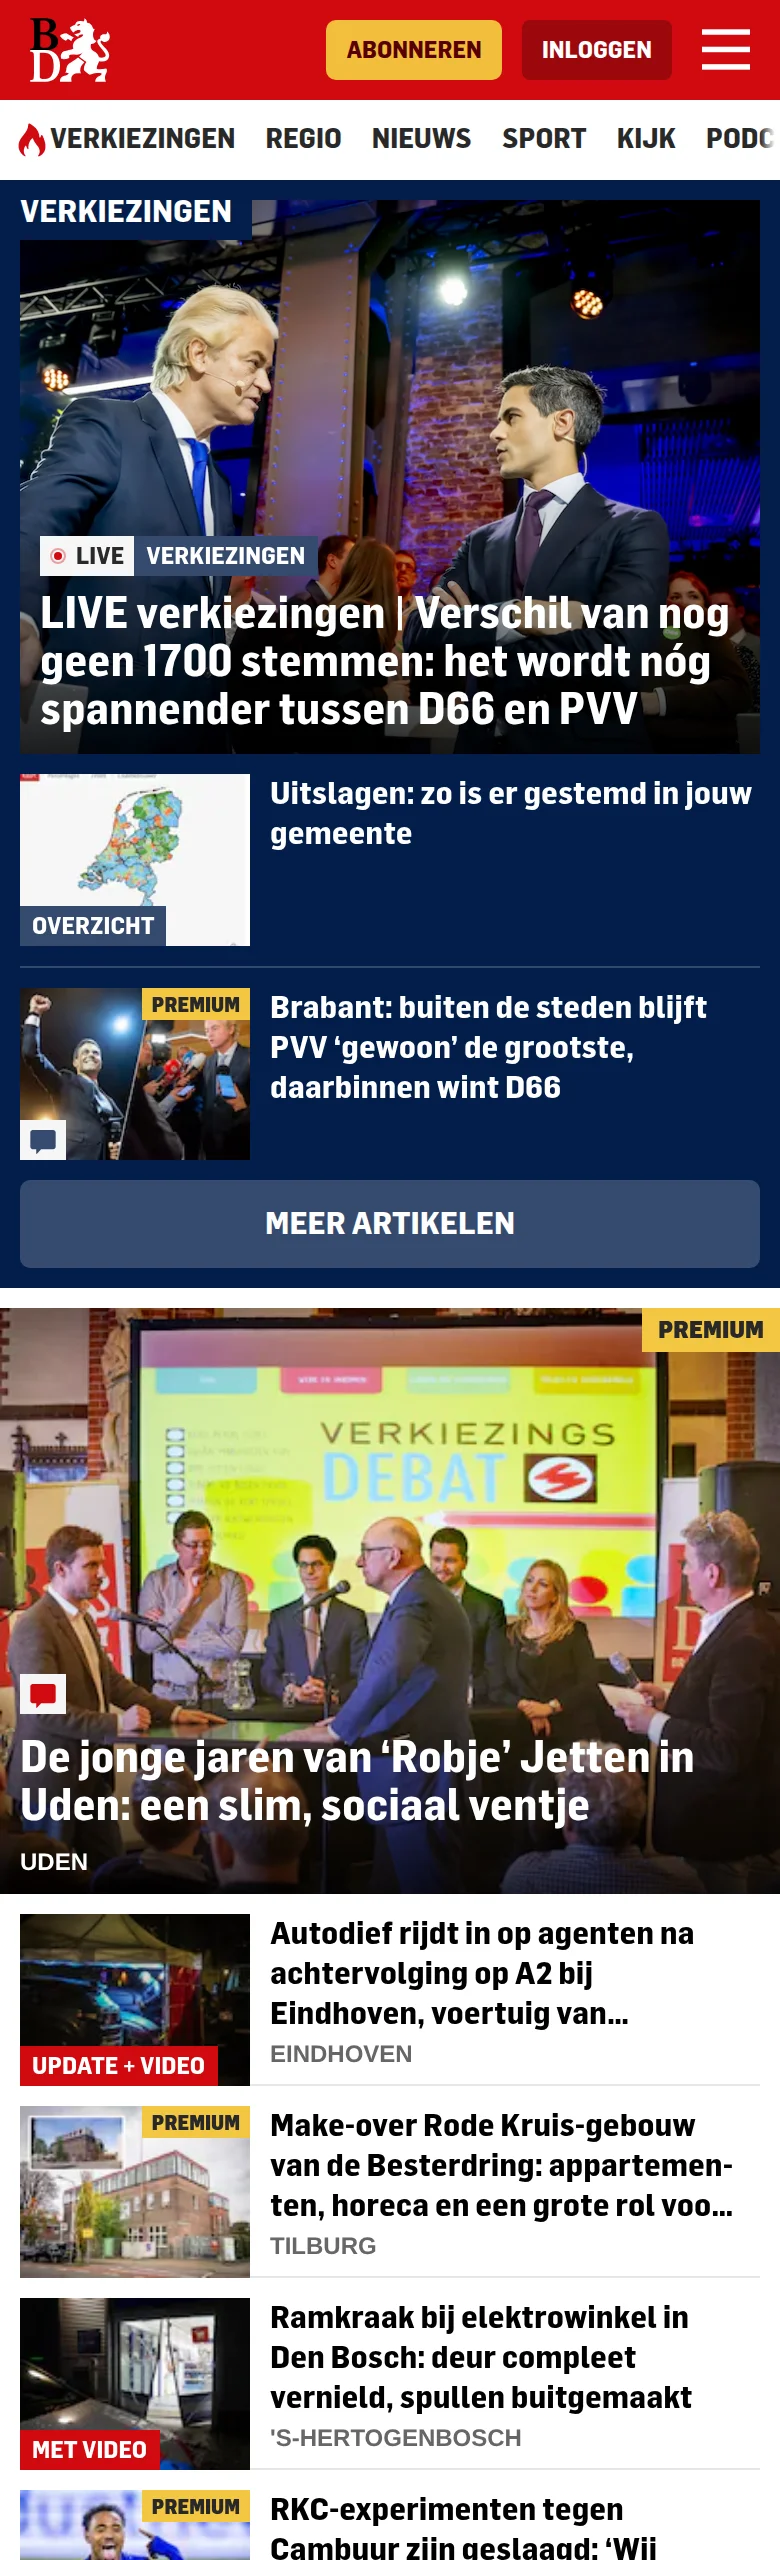 B
D
ABONNEREN
INLOGGEN
VERKIEZINGEN
REGIO
NIEUWS
SPORT
KIJK
PODC
VERKIEZINGEN
LIVE
VERKIEZINGEN
LIVE verkiezingen | Verschil van nog
geen 1700 stemmen: het wordt nóg
spannender tussen D66 en PVV
Uitslagen: zo is er gestemd in jouw
gemeente
OVERZICHT
PREMIUM
Brabant: buiten de steden blijft
PVV ‘gewoon’ de grootste,
daarbinnen wint D66
MEER ARTIKELEN
PREMIUM
VERKIEZINGS
DEBAT
De jonge jaren van ‘Robje’ Jetten in
Uden: een slim, sociaal ventje
UDEN
Autodief rijdt in op agenten na
achtervolging op A2 bij
Eindhoven, voertuig van...
EINDHOVEN
UPDATE + VIDEO
PREMIUM
Make-over Rode Kruis-gebouw
van de Besterdring: appartemen-
ten, horeca en een grote rol voo...
TILBURG
Ramkraak bij elektrowinkel in
Den Bosch: deur compleet
vernield, spullen buitgemaakt
'S-HERTOGENBOSCH
MET VIDEO
PREMIUM
RKC-experimenten tegen
Cambuur zijn geslaagd: ‘Wij